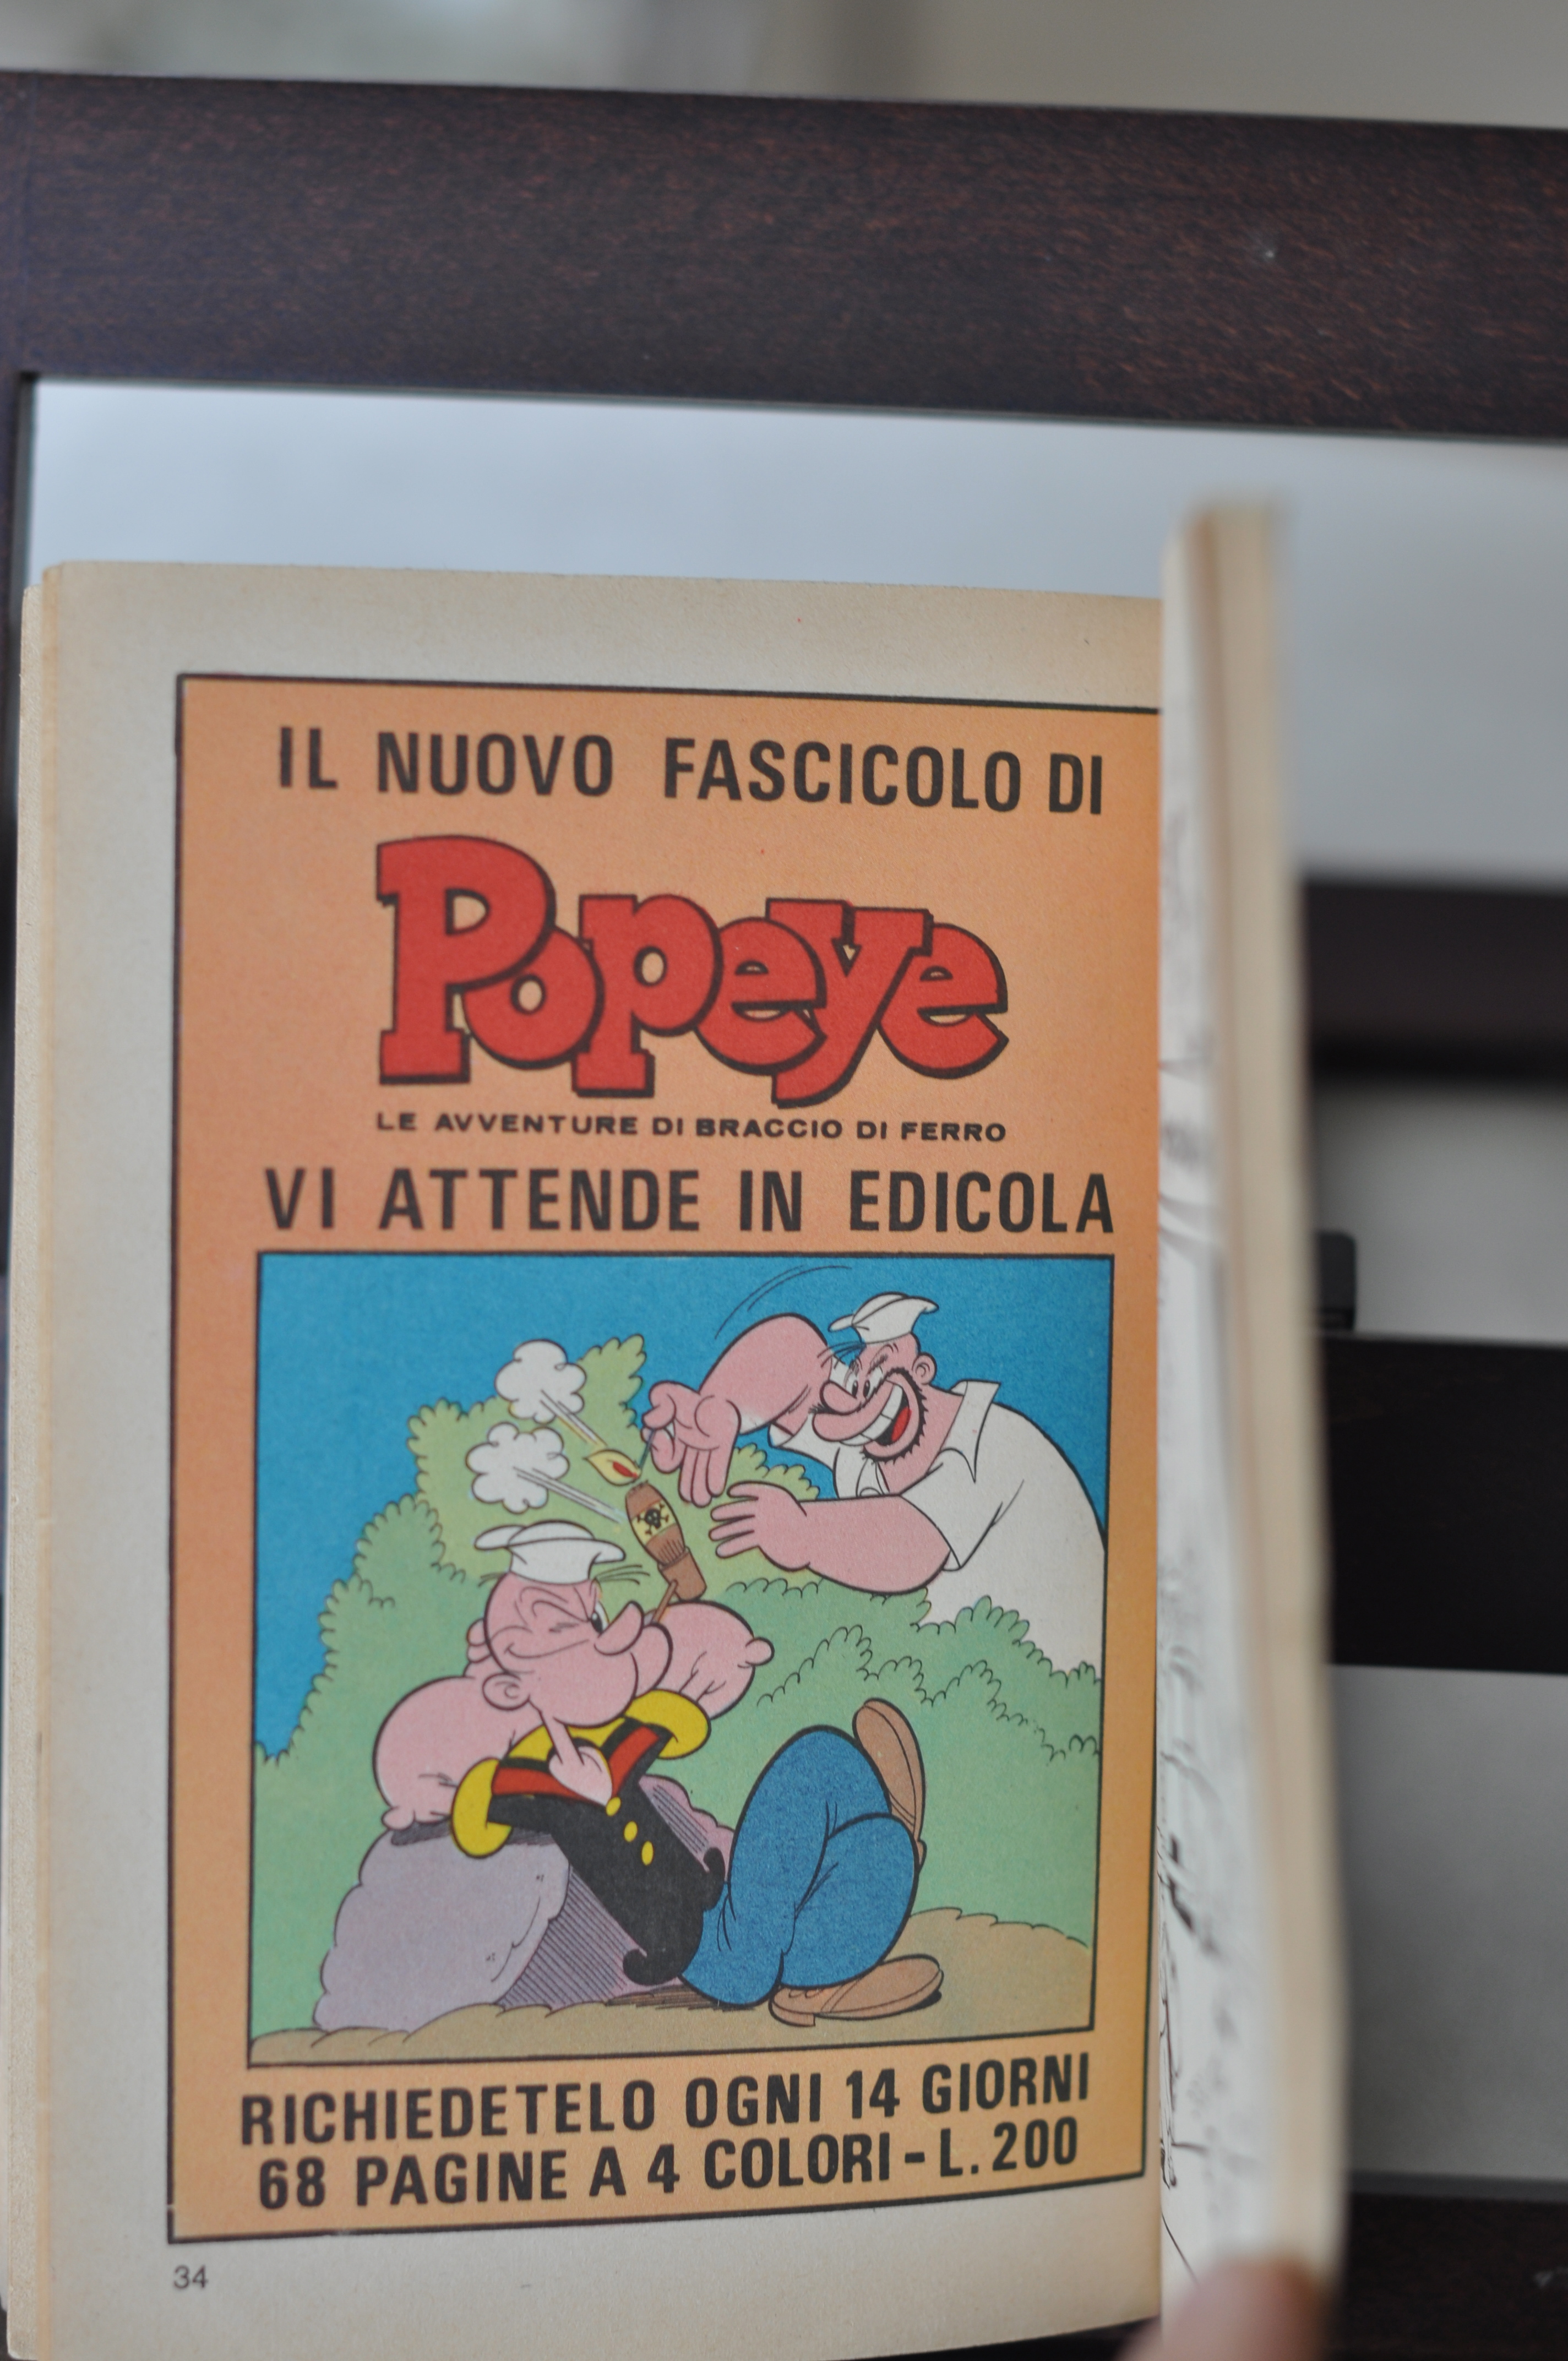 IL NUOVO FASCICOLO DI
Popeye
LE AVVENTURE DI BRACCIO DI FERRO
VI ATTENDE IN EDICOLA
RICHIEDETELO OGNI 14 GIORNI
68 PAGINE A 4 COLORI - L. 200
34